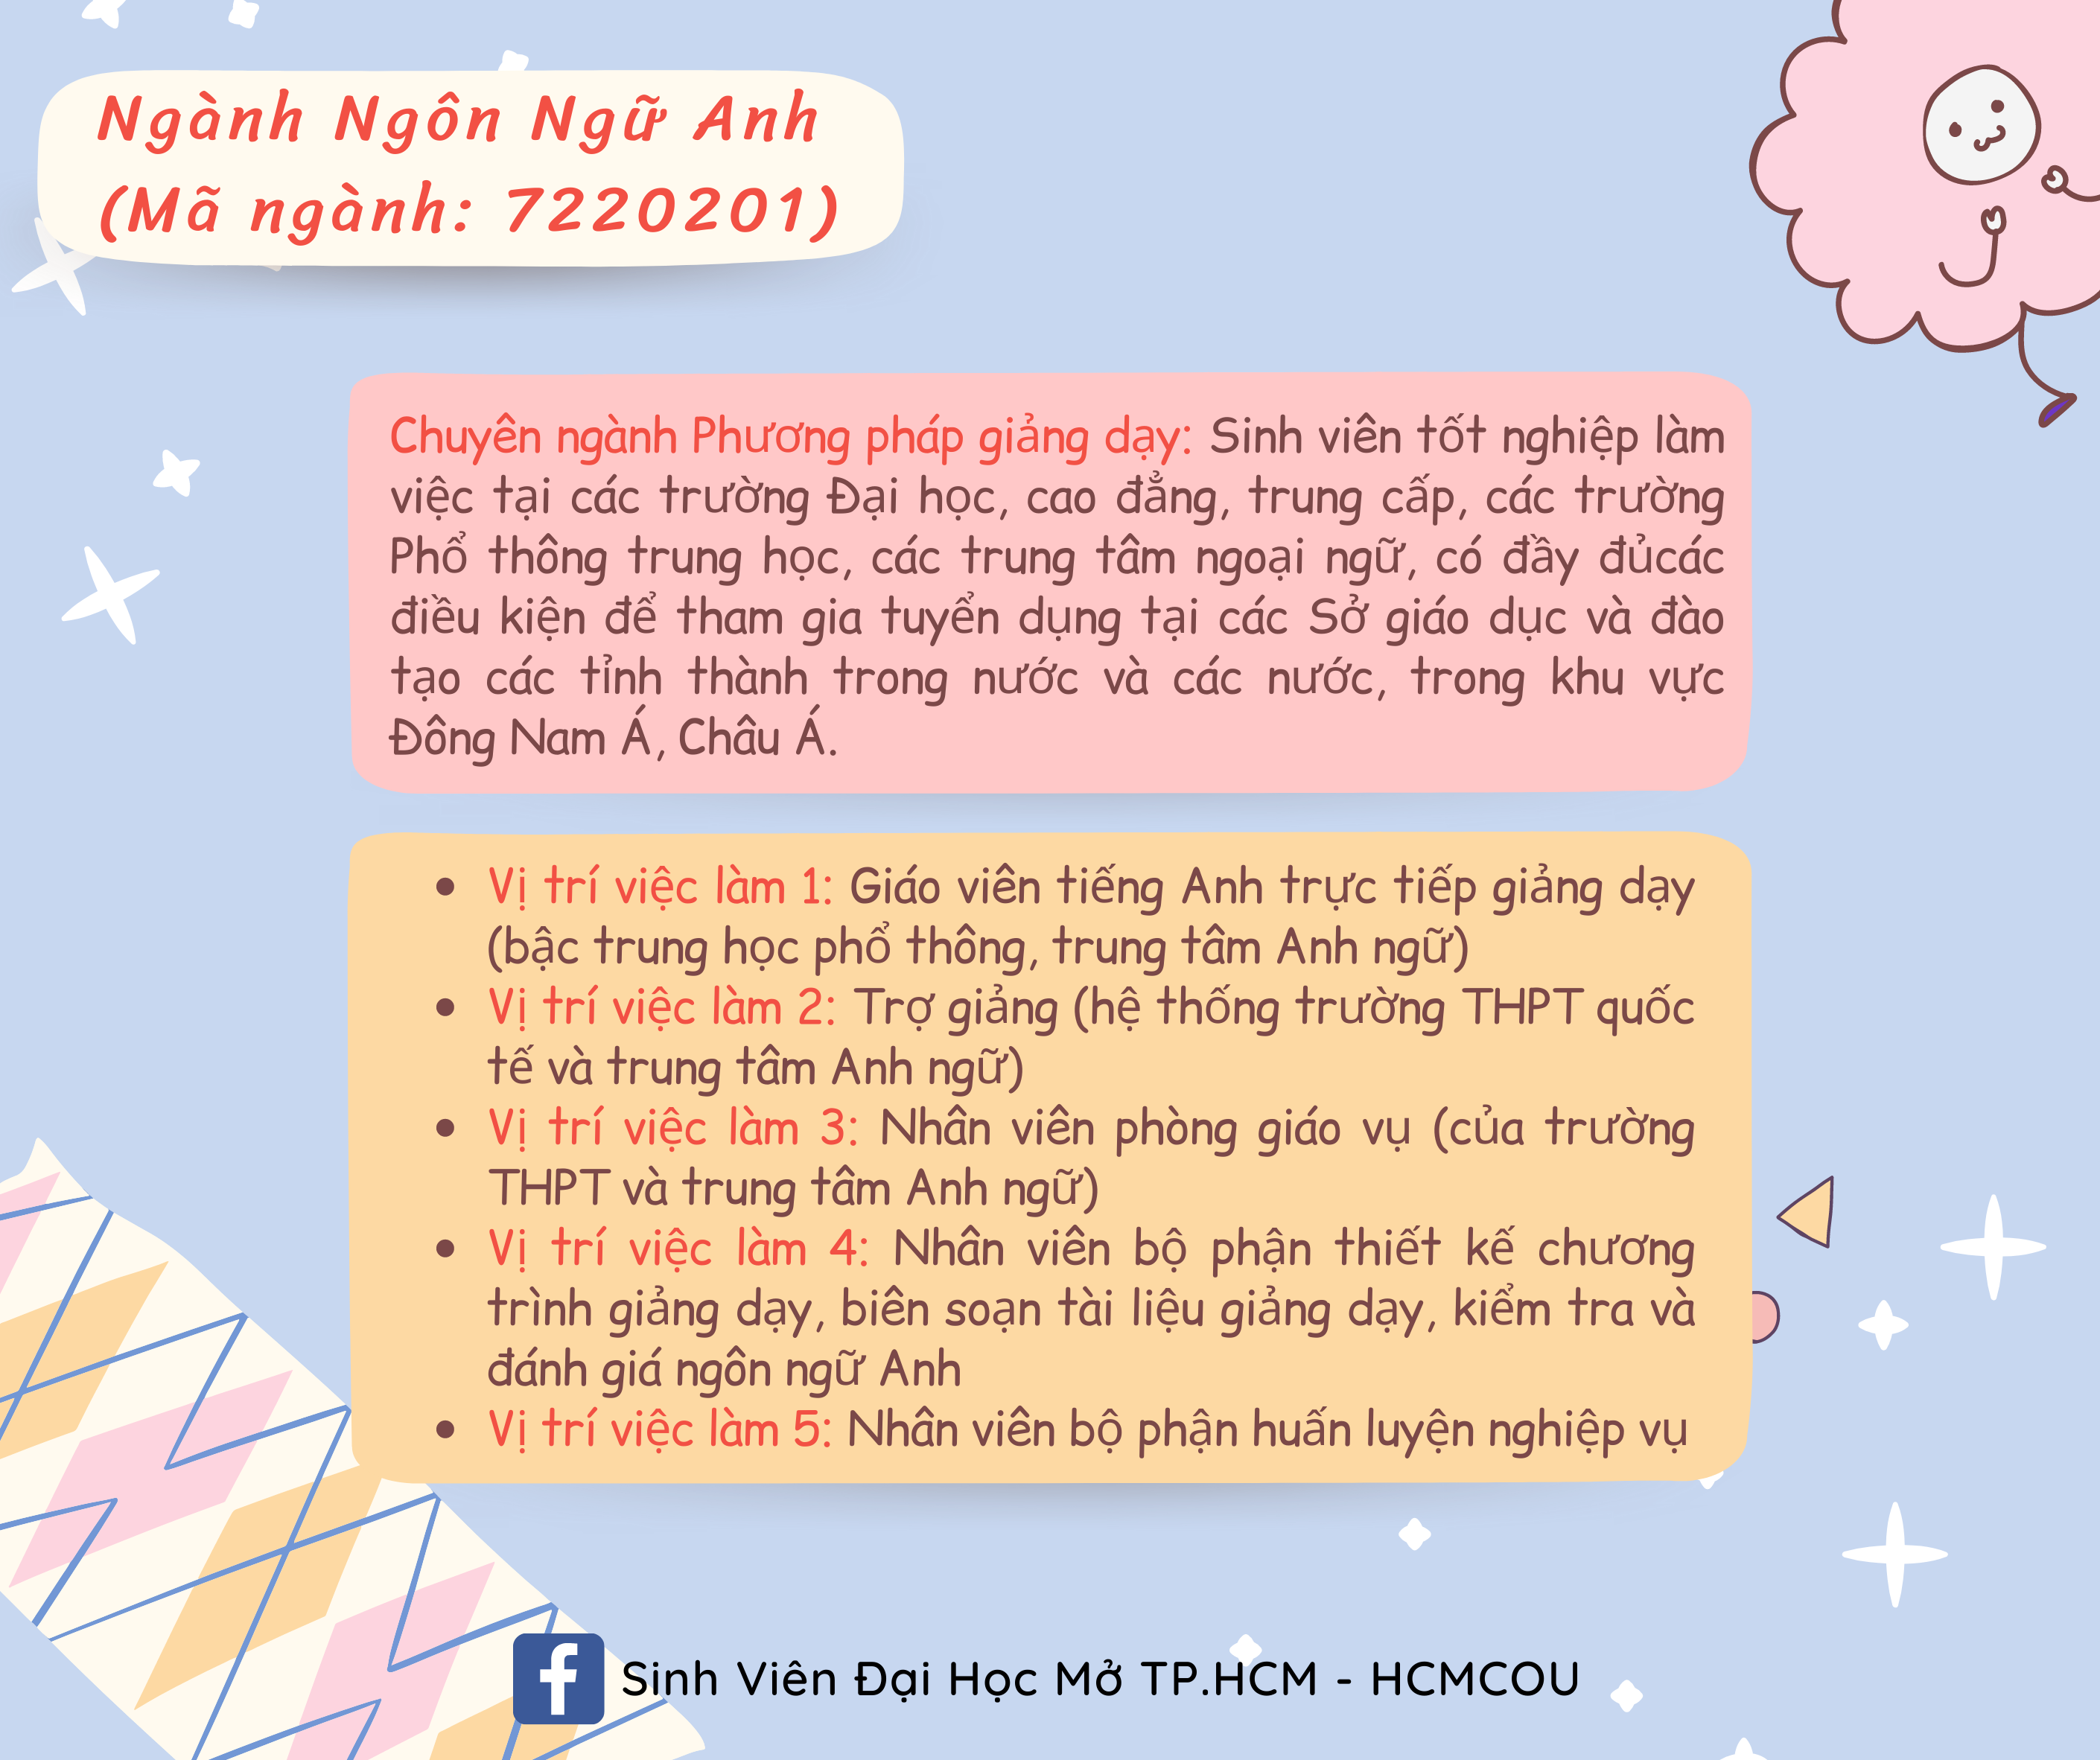 Ngành Ngôn Ngữ Anh
(Mã ngành: 7220201)
Chuyên ngành Phương pháp giảng dạy: Sinh viên tốt nghiệp làm
việc tại các trường Đại học, cao đẳng, trung cấp, các trường
Phổ thông trung học, các trung tâm ngoại ngữ, có đầy đủcác
điều kiện để tham gia tuyển dụng tại các Sở giáo dục và đào
tạo các tỉnh thành trong nước và các nước, trong khu vực
Đông Nam Á, Châu Á.
• Vị trí việc làm 1: Giáo viên tiếng Anh trực tiếp giảng dạy
(bậc trung học phổ thông, trung tâm Anh ngữ)
• Vị trí việc làm 2: Trợ giảng (hệ thống trường THPT quốc
tế và trung tâm Anh ngữ)
• Vị trí việc làm 3: Nhân viên phòng giáo vụ (của trường
THPT và trung tâm Anh ngữ)
• Vị trí việc làm 4: Nhân viên bộ phận thiết kế chương
trình giảng dạy, biên soạn tài liệu giảng dạy, kiểm tra và
đánh giá ngôn ngữ Anh
• Vị trí việc làm 5: Nhân viên bộ phận huấn luyện nghiệp vụ
Sinh Viên Đại Học Mở TP.HCM - HCMCOU